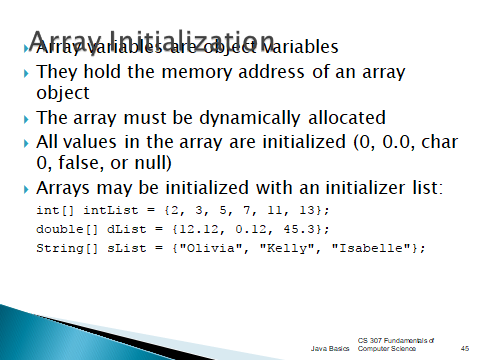 Array Initialization
Array variables are object variables
They hold the memory address of an array
object
The array must be dynamically allocated
All values in the array are initialized (0, 0.0, char
0, false, or null)
Arrays may be initialized with an initializer list:
int[] intList = {2, 3, 5, 7, 11, 13};
double[] dList = {12.12, 0.12, 45.3};
String[] sList = {"Olivia", "Kelly", "Isabelle"};
CS 307 Fundamentals of
Java Basics Computer Science 45